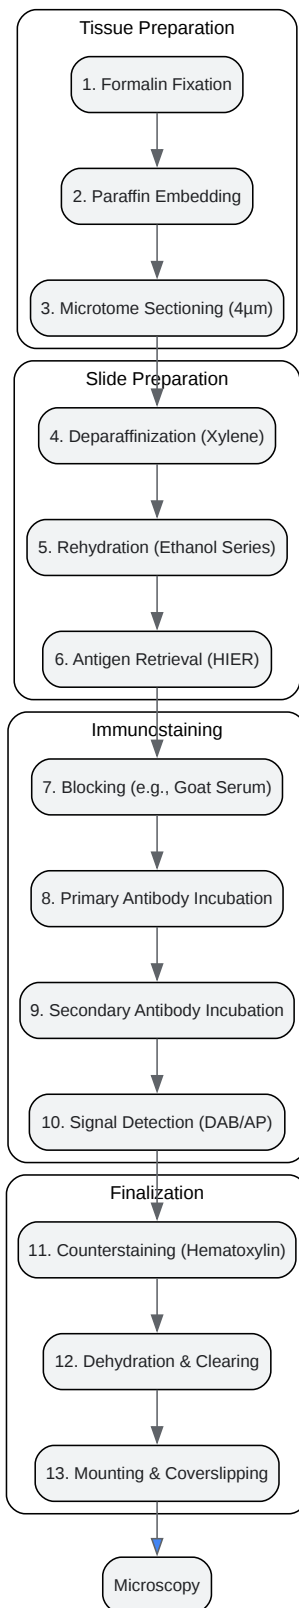 Tissue Preparation
1. Formalin Fixation
2. Paraffin Embedding
3. Microtome Sectioning (4µm)
Slide Preparation
4. Deparaffinization (Xylene)
5. Rehydration (Ethanol Series)
6. Antigen Retrieval (HIER)
Immunostaining
7. Blocking (e.g., Goat Serum)
8. Primary Antibody Incubation
9. Secondary Antibody Incubation
10. Signal Detection (DAB/AP)
Finalization
11. Counterstaining (Hematoxylin)
12. Dehydration & Clearing
13. Mounting & Coverslipping
Microscopy